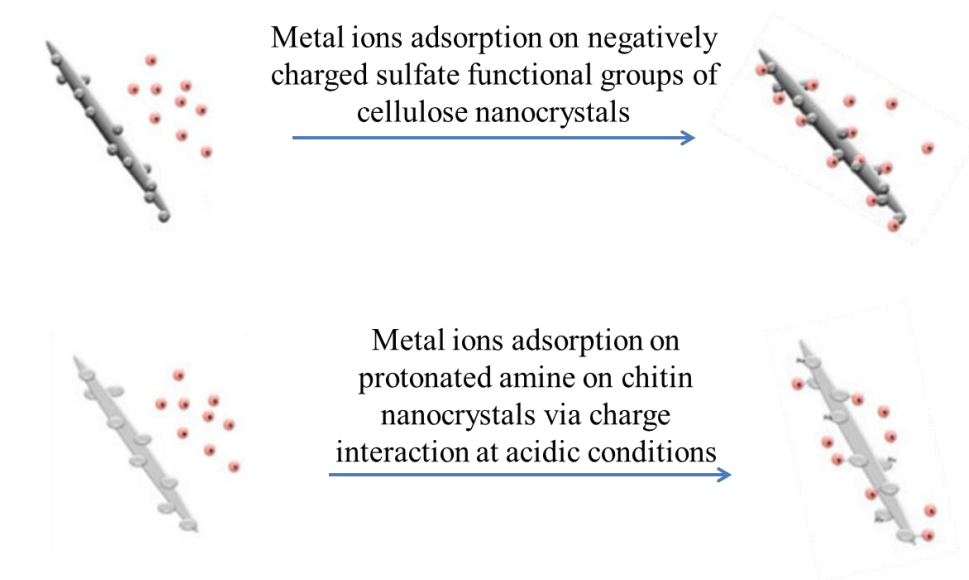 Metal ions adsorption on negatively
charged sulfate functional groups of
cellulose nanocrystals
Metal ions adsorption on
protonated amine on chitin
nanocrystals via charge
interaction at acidic conditions